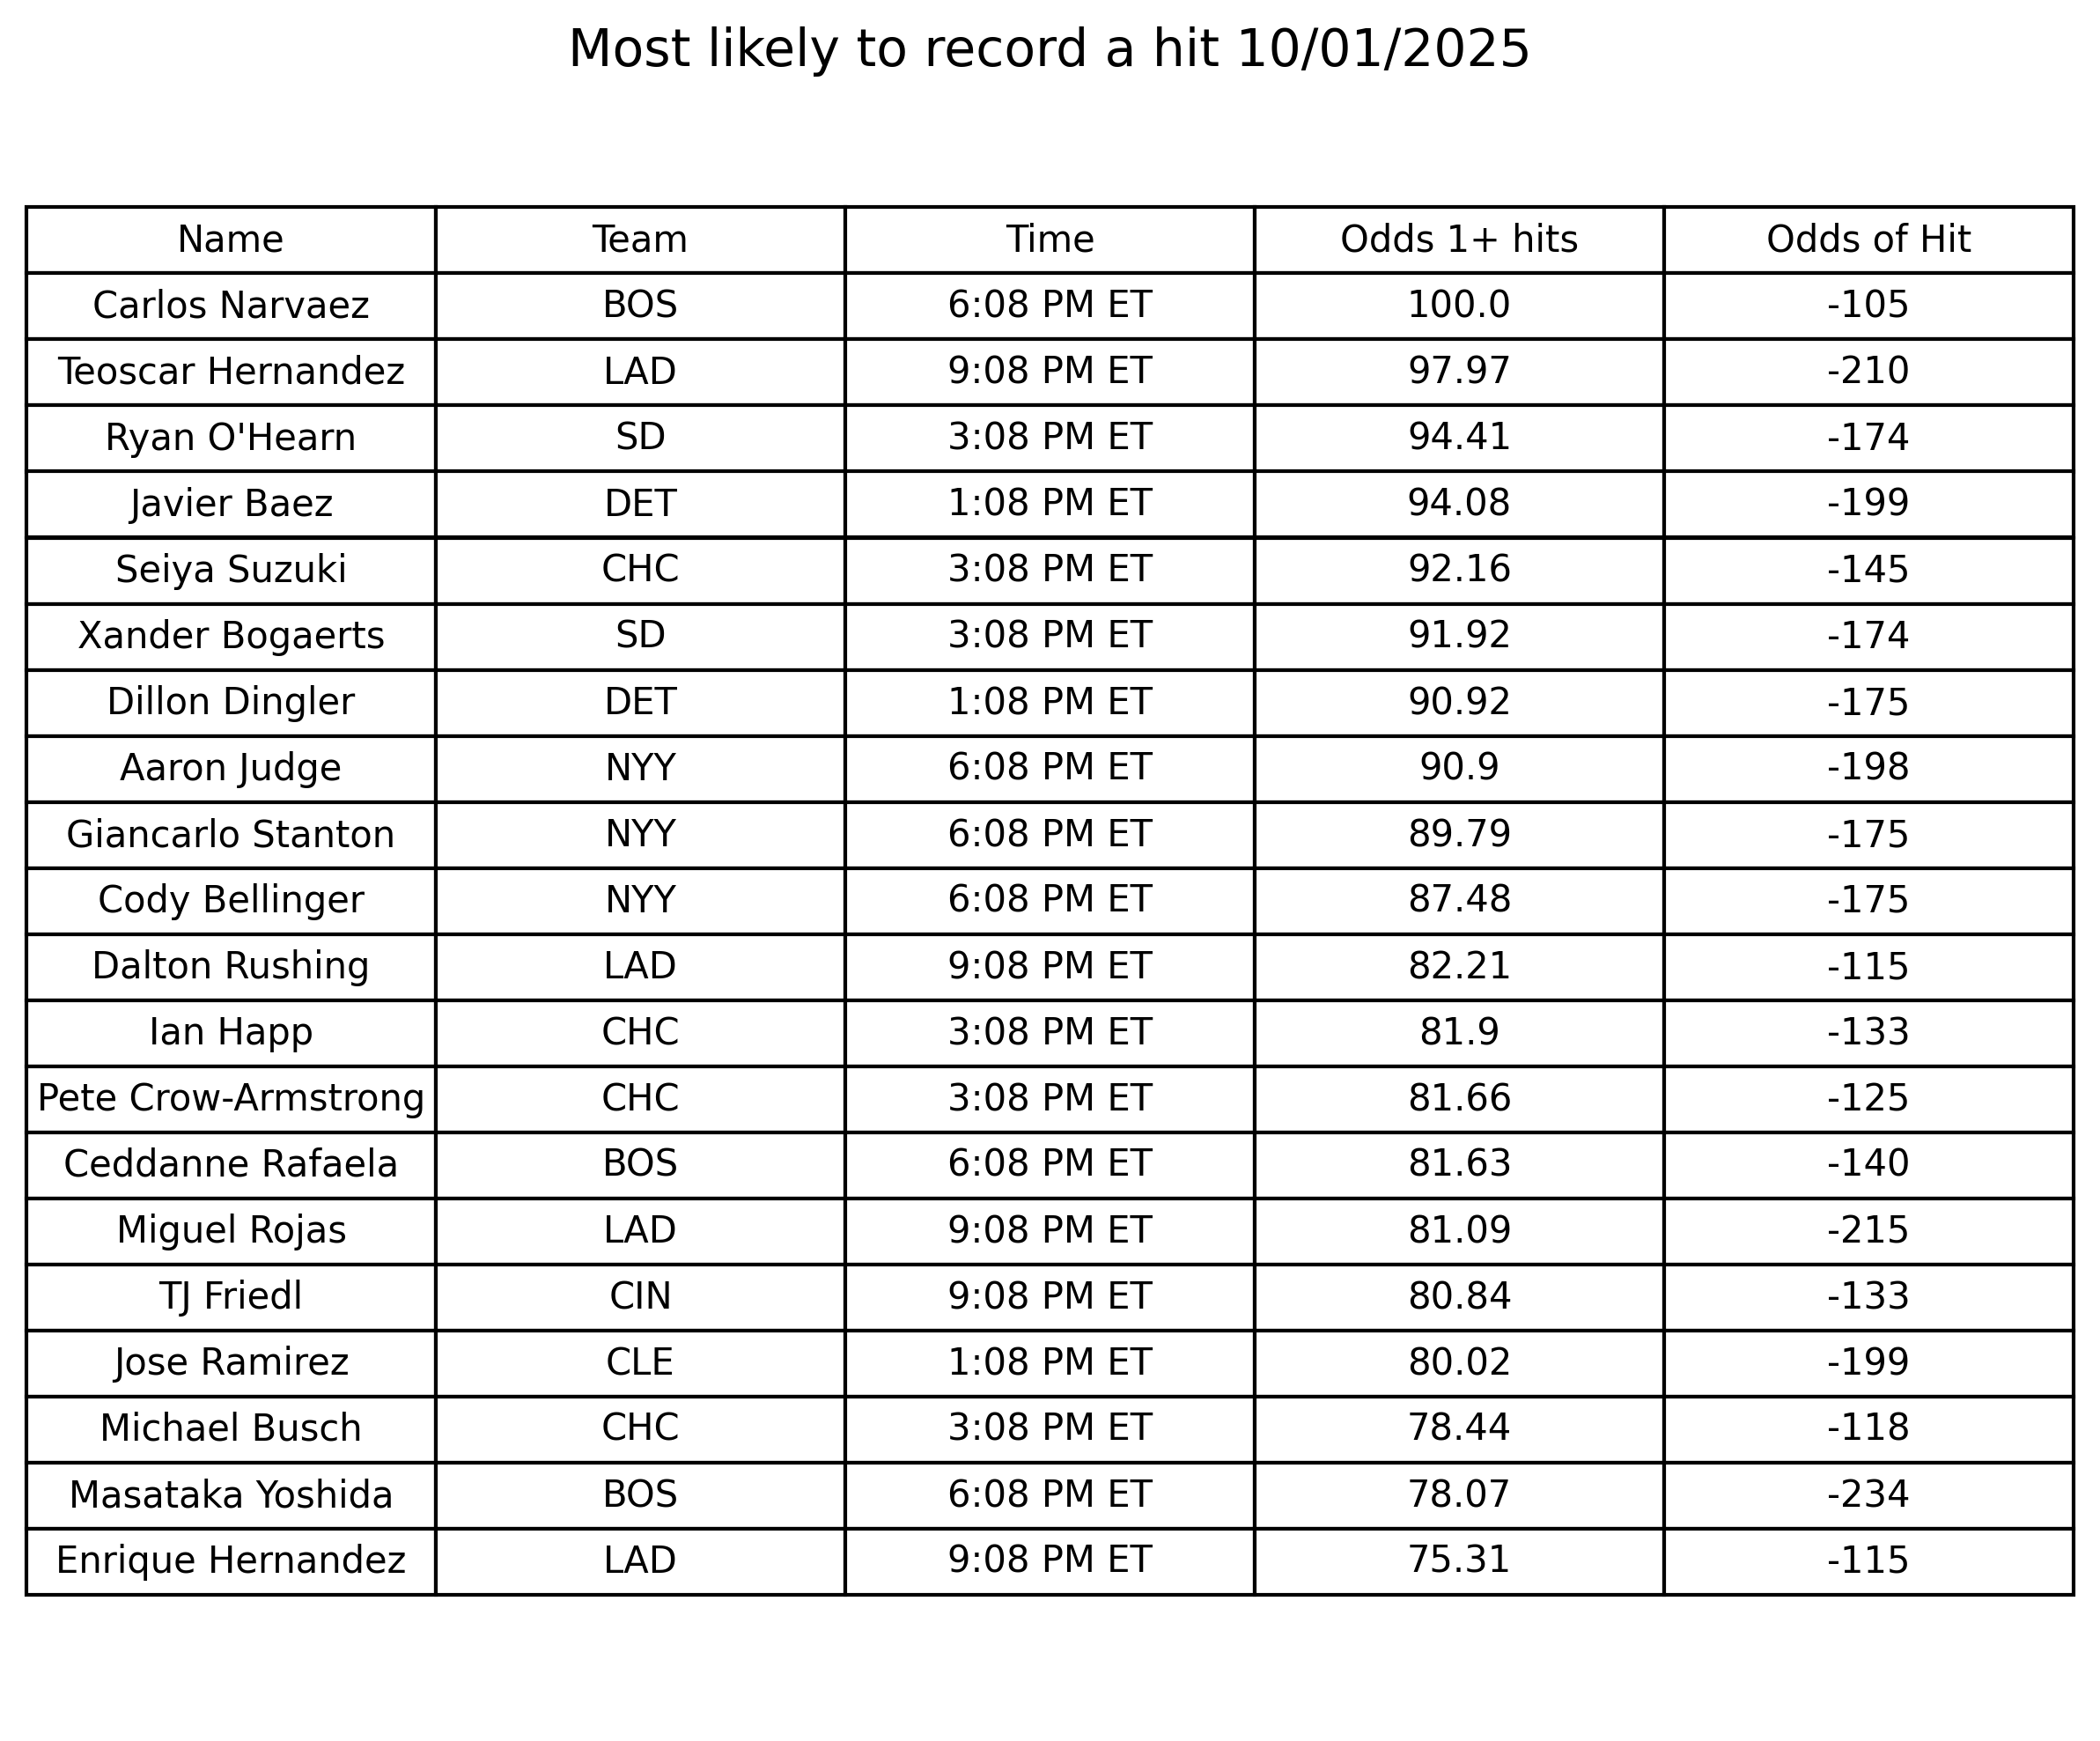 Most likely to record a hit 10/01/2025
Name Team Time Odds 1+ hits Odds of Hit
Carlos Narvaez BOS 6:08 PM ET 100.0 -105
Teoscar Hernandez LAD 9:08 PM ET 97.97 -210
Ryan O'Hearn SD 3:08 PM ET 94.41 -174
Javier Baez DET 1:08 PM ET 94.08 -199
Seiya Suzuki CHC 3:08 PM ET 92.16 -145
Xander Bogaerts SD 3:08 PM ET 91.92 -174
Dillon Dingler DET 1:08 PM ET 90.92 -175
Aaron Judge NYY 6:08 PM ET 90.9 -198
Giancarlo Stanton NYY 6:08 PM ET 89.79 -175
Cody Bellinger NYY 6:08 PM ET 87.48 -175
Dalton Rushing LAD 9:08 PM ET 82.21 -115
Ian Happ CHC 3:08 PM ET 81.9 -133
Pete Crow-Armstrong CHC 3:08 PM ET 81.66 -125
Ceddanne Rafaela BOS 6:08 PM ET 81.63 -140
Miguel Rojas LAD 9:08 PM ET 81.09 -215
TJ Friedl CIN 9:08 PM ET 80.84 -133
Jose Ramirez CLE 1:08 PM ET 80.02 -199
Michael Busch CHC 3:08 PM ET 78.44 -118
Masataka Yoshida BOS 6:08 PM ET 78.07 -234
Enrique Hernandez LAD 9:08 PM ET 75.31 -115